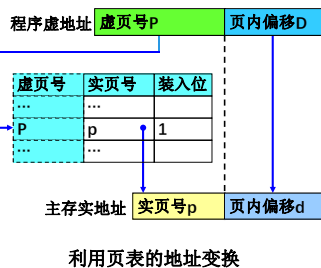 程序虚地址 虚页号P 页内偏移D
虚页号 实页号 装入位
... ...
P p 1
... ...
主存实地址 实页号p 页内偏移d
利用页表的地址变换